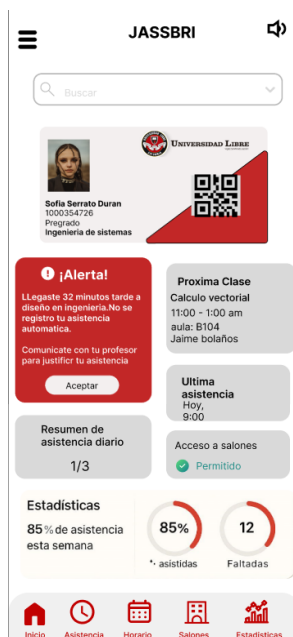 JASSBRI
Buscar
UNIVERSIDAD LIBRE
Sofia Serrato Duran
1000354726
Pregrado
Ingenieria de sistemas
¡Alerta!
LLegaste 32 minutos tarde a
diseño en ingenieria.No se
registro tu asistencia
automatica.
Comunicate con tu profesor
para justificr tu asistencia
Aceptar
Proxima Clase
Calculo vectorial
11:00 - 1:00 am
aula: B104
Jaime bolaños
Ultima
asistencia
Hoy,
9:00
Resumen de
asistencia diario
1/3
Acceso a salones
Permitido
Estadísticas
85% de asistencia
esta semana
85%
asistidas
12
Faltadas
Inicio
Asistencia
Horario
Salones
Estadísticas